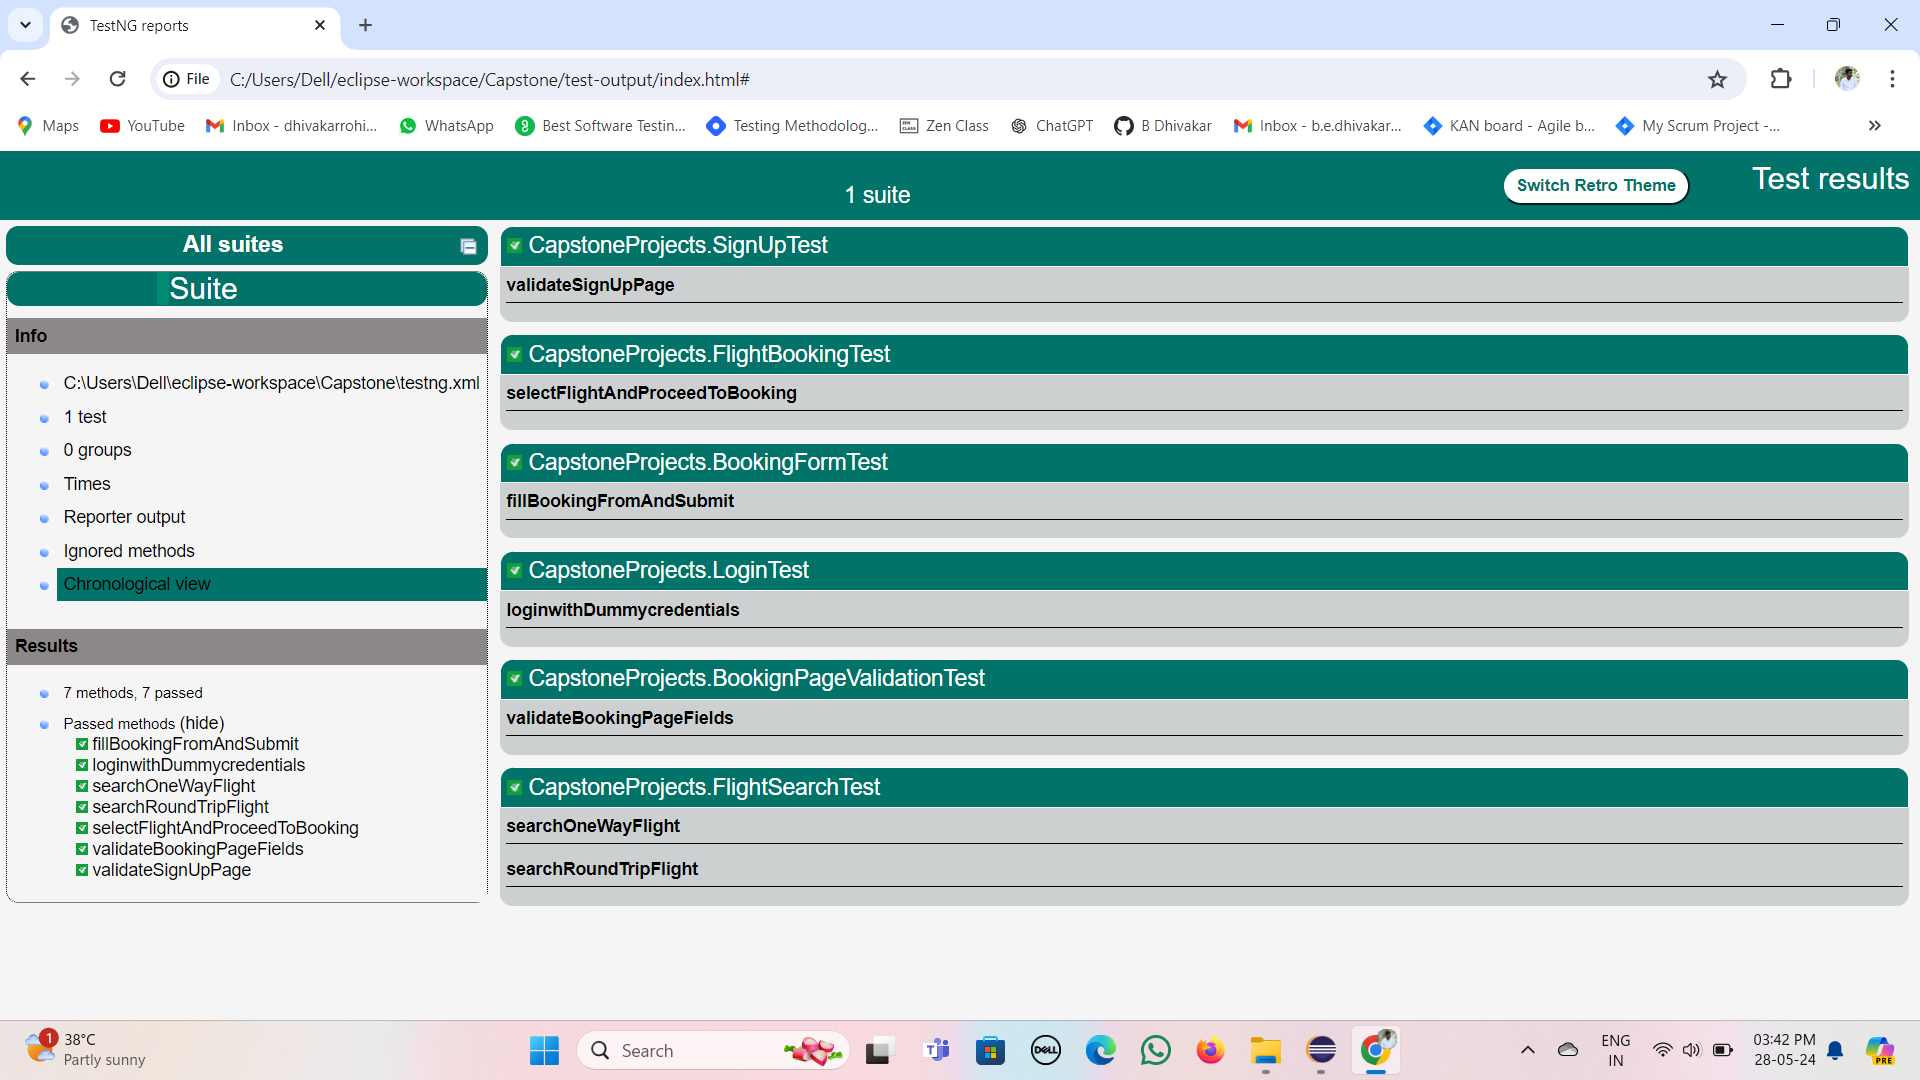 TestNG reports
File
C:/Users/Dell/eclipse-workspace/Capstone/test-output/index.html#
Maps
YouTube
Inbox - dhivakarrohi...
WhatsApp
Best Software Testin...
Testing Methodolog...
Zen Class
ChatGPT
B Dhivakar
Inbox - b.e.dhivakar...
KAN board - Agile b...
My Scrum Project -...
1 suite
Switch Retro Theme
Test results
All suites
Suite
Info
C:\Users\Dell\eclipse-workspace\Capstone\testng.xml
1 test
0 groups
Times
Reporter output
Ignored methods
Chronological view
Results
7 methods, 7 passed
Passed methods (hide)
fillBookingFromAndSubmit
loginwithDummycredentials
searchOneWayFlight
searchRoundTripFlight
selectFlightAndProceedToBooking
validateBookingPageFields
validateSignUpPage
CapstoneProjects.SignUpTest
validateSignUpPage
CapstoneProjects.FlightBookingTest
selectFlightAndProceedToBooking
CapstoneProjects.BookingFormTest
fillBookingFromAndSubmit
CapstoneProjects.LoginTest
loginwithDummycredentials
CapstoneProjects.BookignPageValidationTest
validateBookingPageFields
CapstoneProjects.FlightSearchTest
searchOneWayFlight
searchRoundTripFlight
1
38°C
Partly sunny
Search
DELL
ENG
IN
03:42 PM
28-05-24
PRE